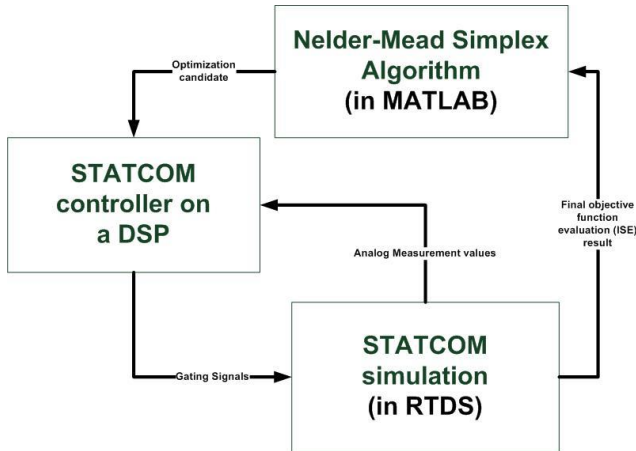 Nelder-Mead Simplex
Algorithm
(in MATLAB)
Optimization
candidate
STATCOM
controller on
a DSP
Final objective
function
evaluation (ISE)
result
Analog Measurement values
STATCOM
simulation
(in RTDS)
Gating Signals